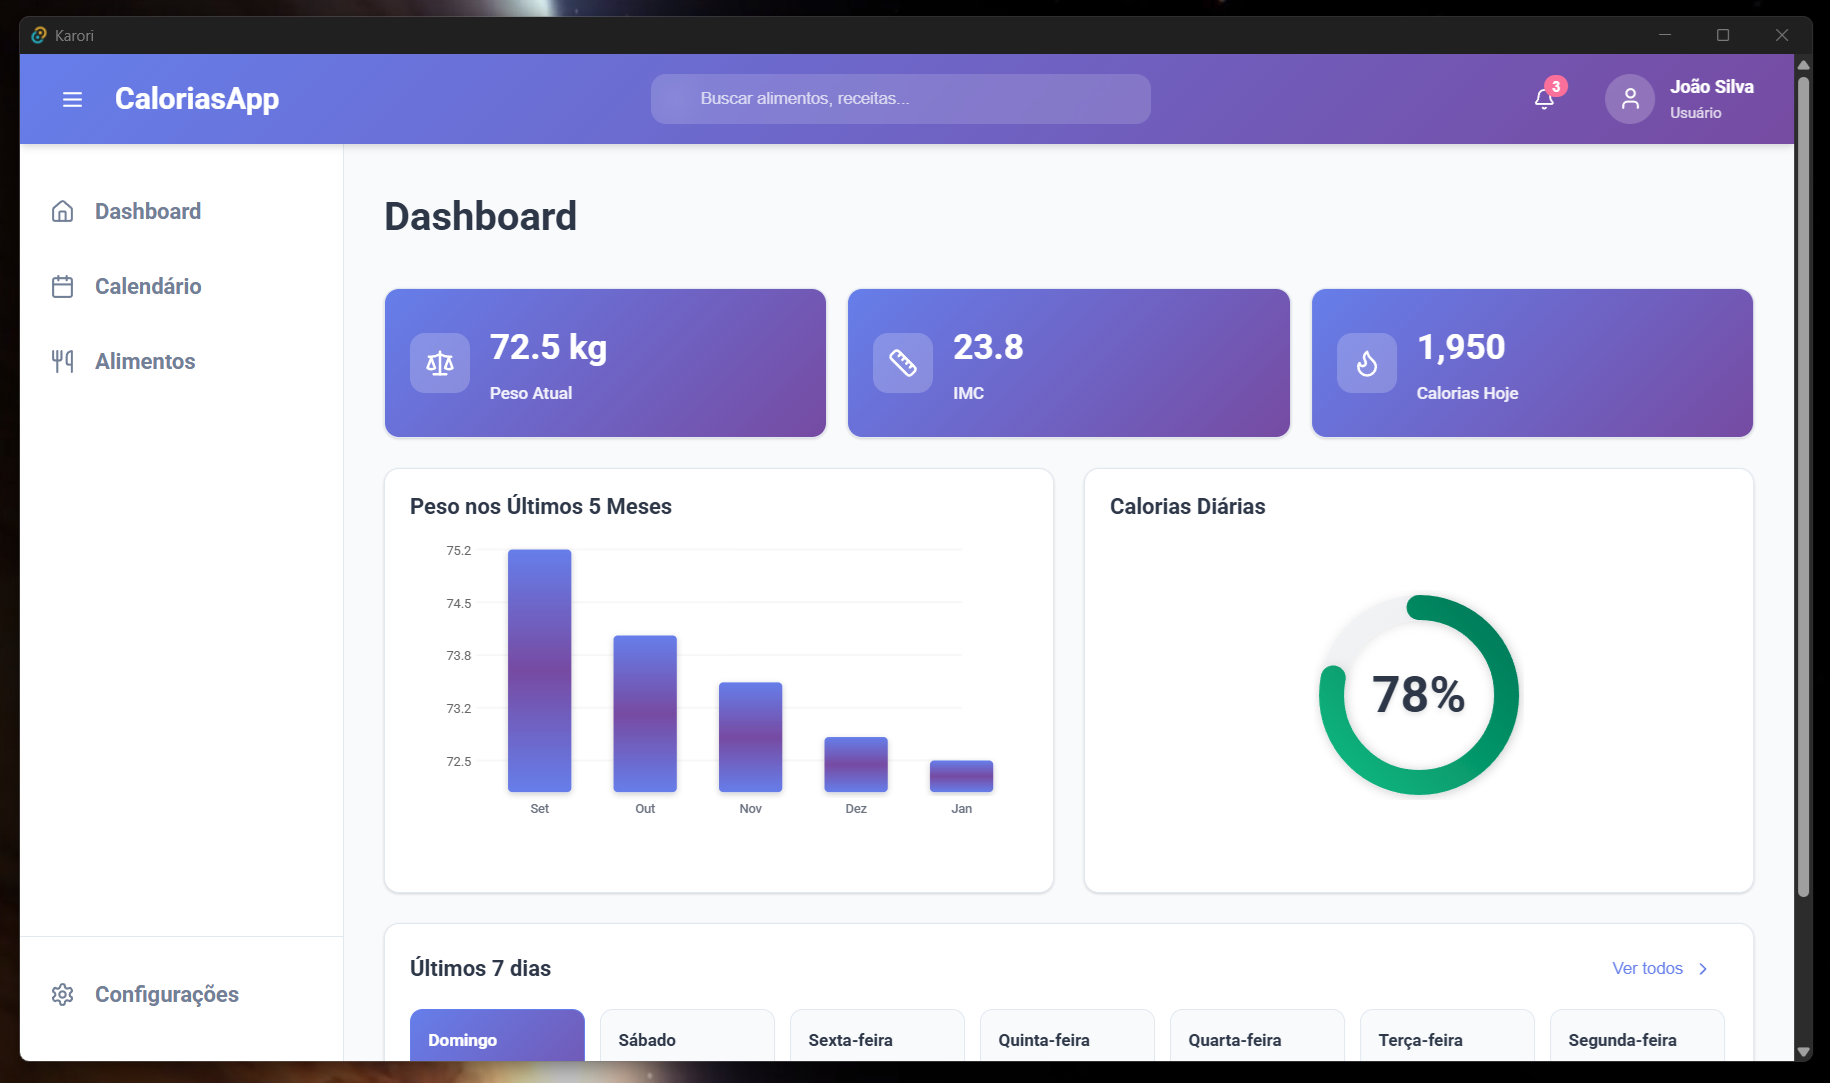 Karori
CaloriasApp
Buscar alimentos, receitas...
3
João Silva
Usuário
Dashboard
Calendário
Alimentos
Configurações
Dashboard
72.5 kg
Peso Atual
23.8
IMC
1,950
Calorias Hoje
Peso nos Últimos 5 Meses
75.2
74.5
73.8
73.2
72.5
Set Out Nov Dez Jan
Calorias Diárias
78%
Últimos 7 dias
Ver todos
Domingo Sábado Sexta-feira Quinta-feira Quarta-feira Terça-feira Segunda-feira